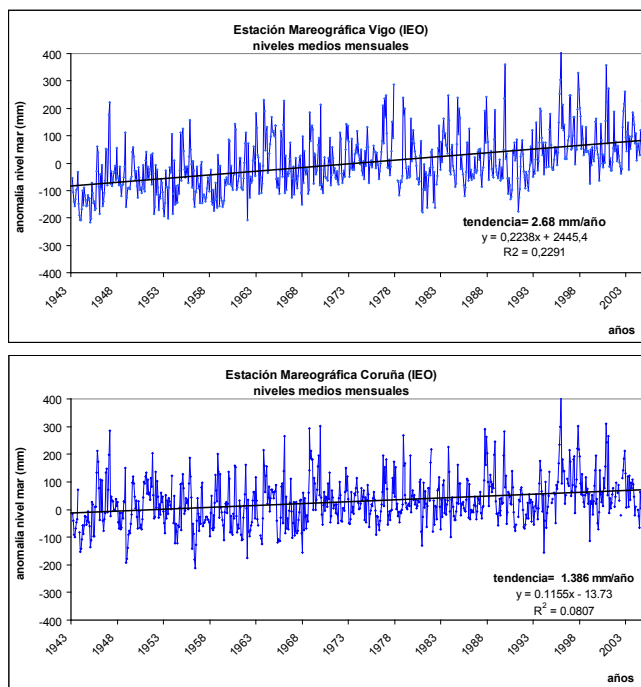 Estación Mareográfica Vigo (IEO)
niveles medios mensuales
anomalia nivel mar (mm)
400
300
200
100
0
-100
-200
-300
-400
tendencia= 2.68 mm/año
y = 0,2238x + 2445,4
R2 = 0,2291
1943 1948 1953 1958 1963 1968 1973 1978 1983 1988 1993 1998 2003
años
Estación Mareográfica Coruña (IEO)
niveles medios mensuales
anomalía nivel mar (mm)
400
300
200
100
0
-100
-200
-300
-400
tendencia= 1.386 mm/año
y = 0.1155x - 13.73
R² = 0.0807
1943 1948 1953 1958 1963 1968 1973 1978 1983 1988 1993 1998 2003
años